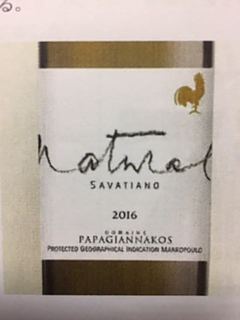 %.
Natural
SAVATIANO
2016
DOMAINE
PAPAGIANNAKOS
PROTECTED GEOGRAPHICAL INDICATION MARKOPOULO